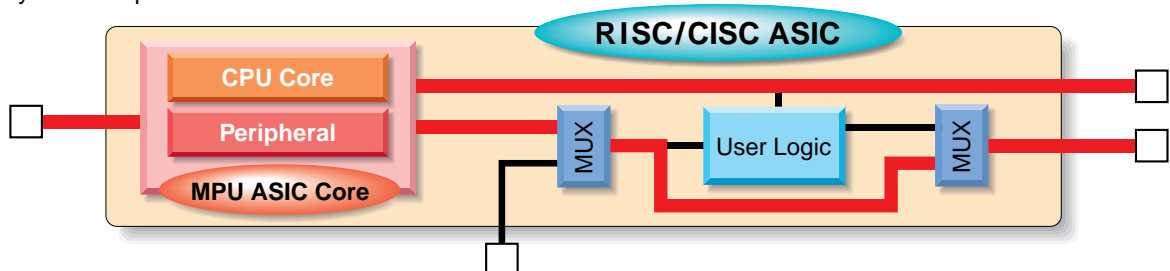 RISC/CISC ASIC
CPU Core
Peripheral
MPU ASIC Core
MUX
User Logic
MUX